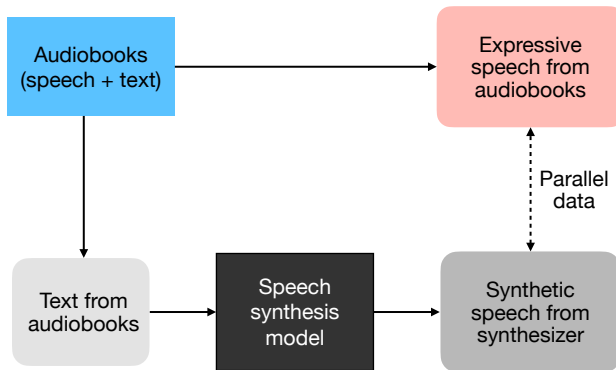 Audiobooks
(speech + text)
Expressive
speech from
audiobooks
Parallel
data
Text from
audiobooks
Speech
synthesis
model
Synthetic
speech from
synthesizer